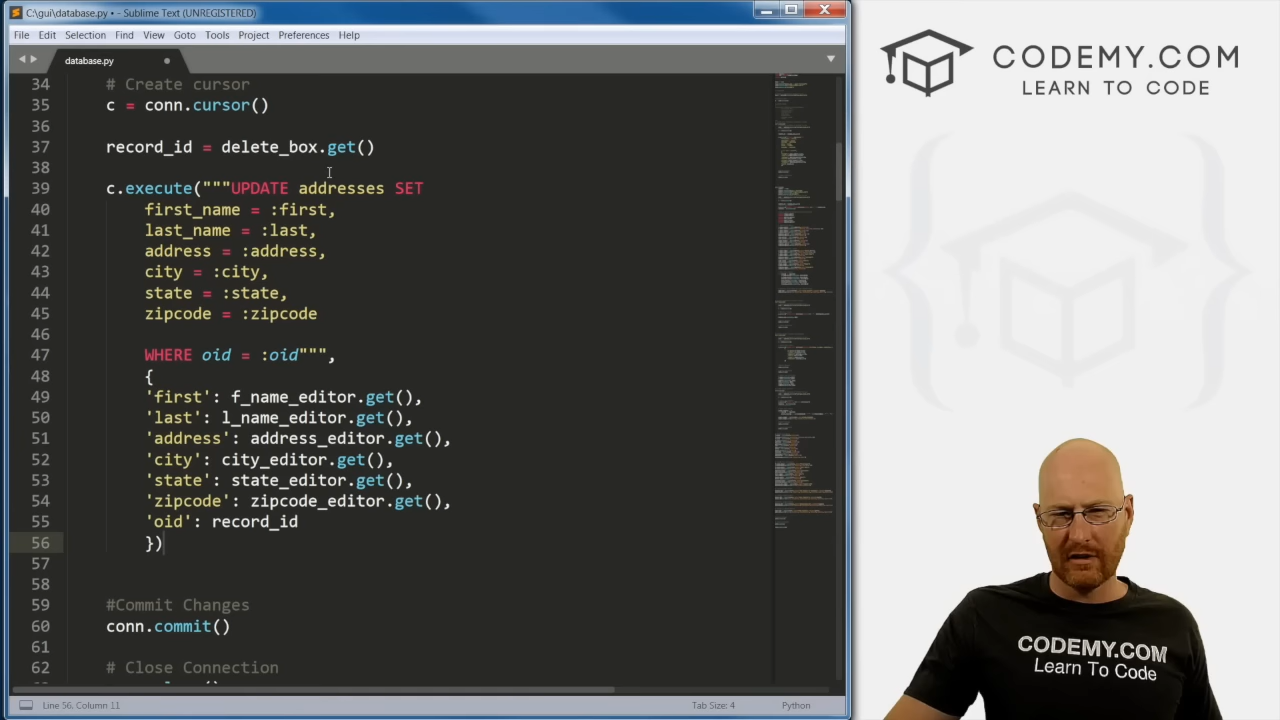 C:\gui\database.py • - Sublime Text (UNREGISTERED)
File Edit Selection Find View Goto Tools Project Preferences Help
database.py
34 # Create cursor
35 c = conn.cursor()
36
37 record_id = delete_box.get()
38
39 c.execute("""UPDATE addresses SET
40 first_name = :first,
41 last_name = :last,
42 address = :address,
43 city = :city,
44 state = :state,
45 zipcode = :zipcode
46
47 WHERE oid = :oid""",
48 {
49 'first': f_name_editor.get(),
50 'last': l_name_editor.get(),
51 'address': address_editor.get(),
52 'city': city_editor.get(),
53 'state': state_editor.get(),
54 'zipcode': zipcode_editor.get(),
55 'oid': record_id
56 })
57
58
59 #Commit Changes
60 conn.commit()
61
62 # Close Connection
Line 56, Column 11
Tab Size: 4
Python
CODEMY.COM
LEARN TO CODE
CODEMY.COM
Learn To Code